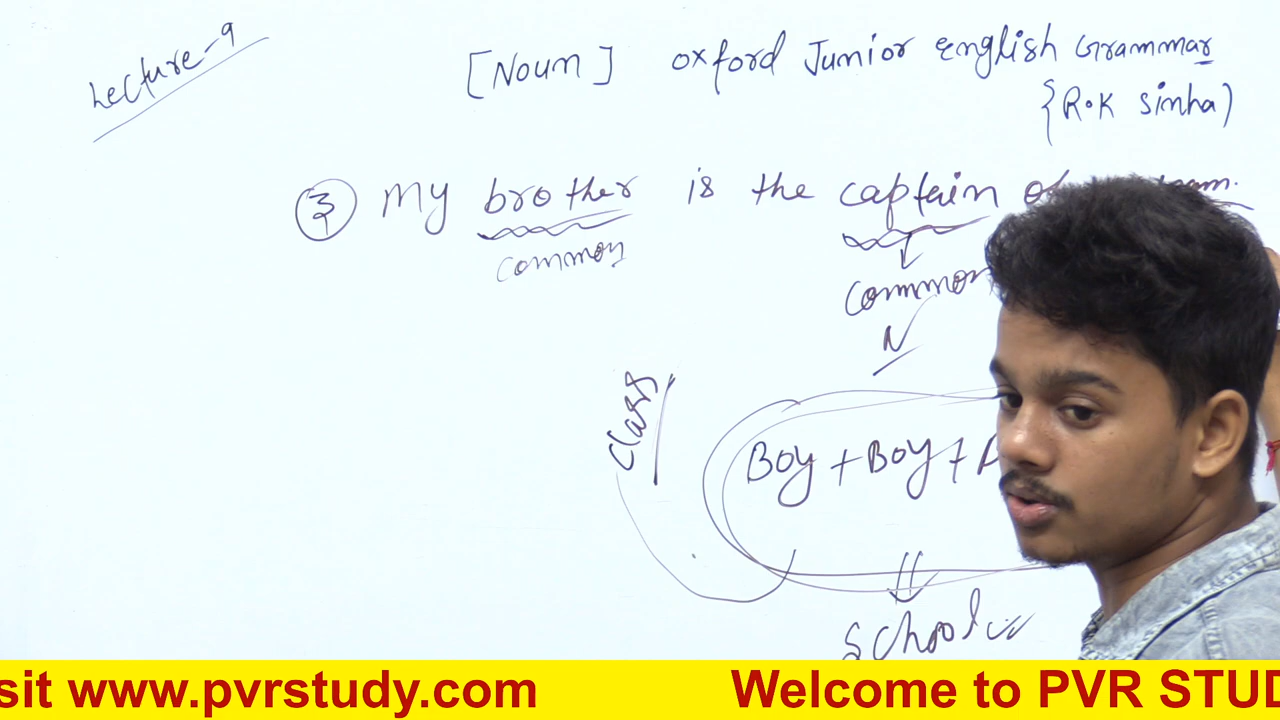 Lecture-9
[Noun] Oxford Junior English Grammar
{R.K Sinha)
③ My brother is the captain of
common
common
N
class
Boy + Boy +
School
sit www.pvrstudy.com Welcome to PVR STUD